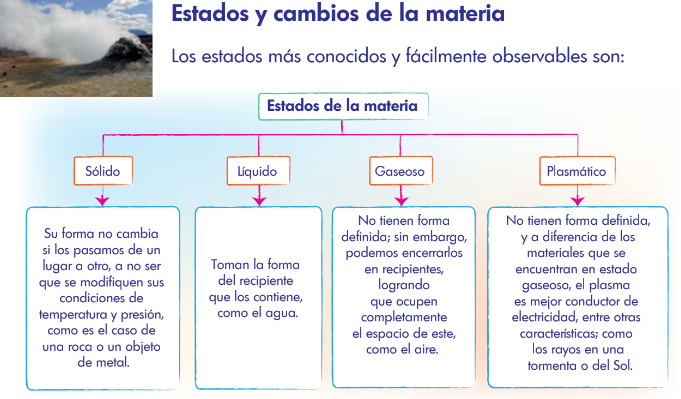 Estados y cambios de la materia
Los estados más conocidos y fácilmente observables son:
Estados de la materia
Sólido
Líquido
Gaseoso
Plasmático
Su forma no cambia
si los pasamos de un
lugar a otro, a no ser
que se modifiquen sus
condiciones de
temperatura y presión,
como es el caso de
una roca o un objeto
de metal.
Toman la forma
del recipiente
que los contiene,
como el agua.
No tienen forma
definida; sin embargo,
podemos encerrarlos
en recipientes,
logrando
que ocupen
completamente
el espacio de este,
como el aire.
No tienen forma definida,
y a diferencia de los
materiales que se
encuentran en estado
gaseoso, el plasma
es mejor conductor de
electricidad, entre otras
características; como
los rayos en una
tormenta o del Sol.